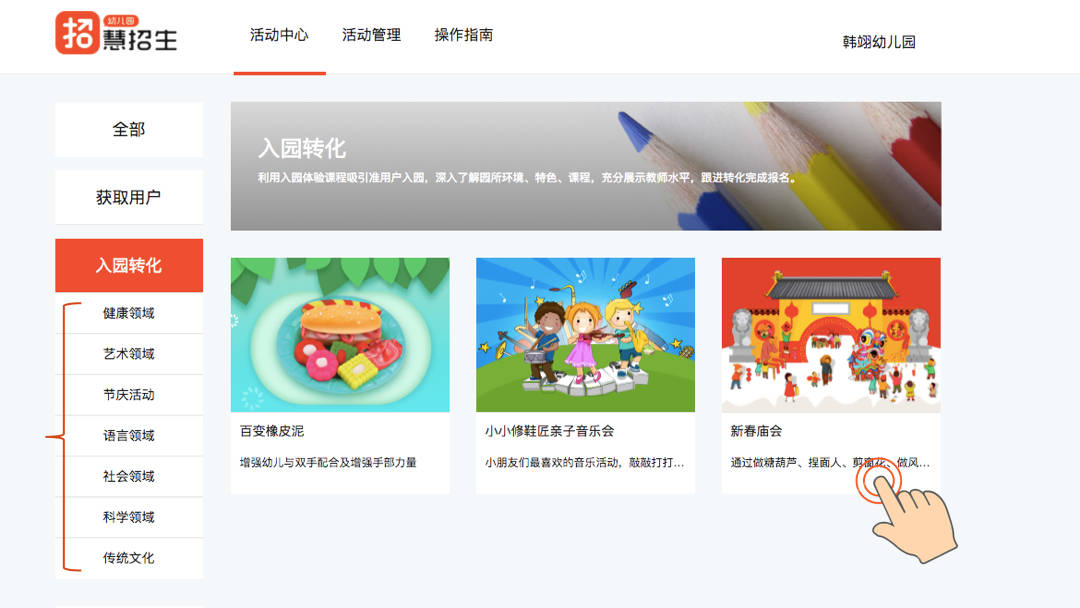 招
幼儿园
慧招生
活动中心
活动管理
操作指南
韩翊幼儿园
全部
获取用户
入园转化
健康领域
艺术领域
节庆活动
语言领域
社会领域
科学领域
传统文化
入园转化
利用入园体验课程吸引准用户入园，深入了解园所环境、特色、课程，充分展示教师水平，跟进转化完成报名。
百变橡皮泥
增强幼儿与双手配合及增强手部力量
小小修鞋匠亲子音乐会
小朋友们最喜欢的音乐活动，敲敲打打...
新春庙会
通过做糖葫芦、捏面人、剪窗花、做风...